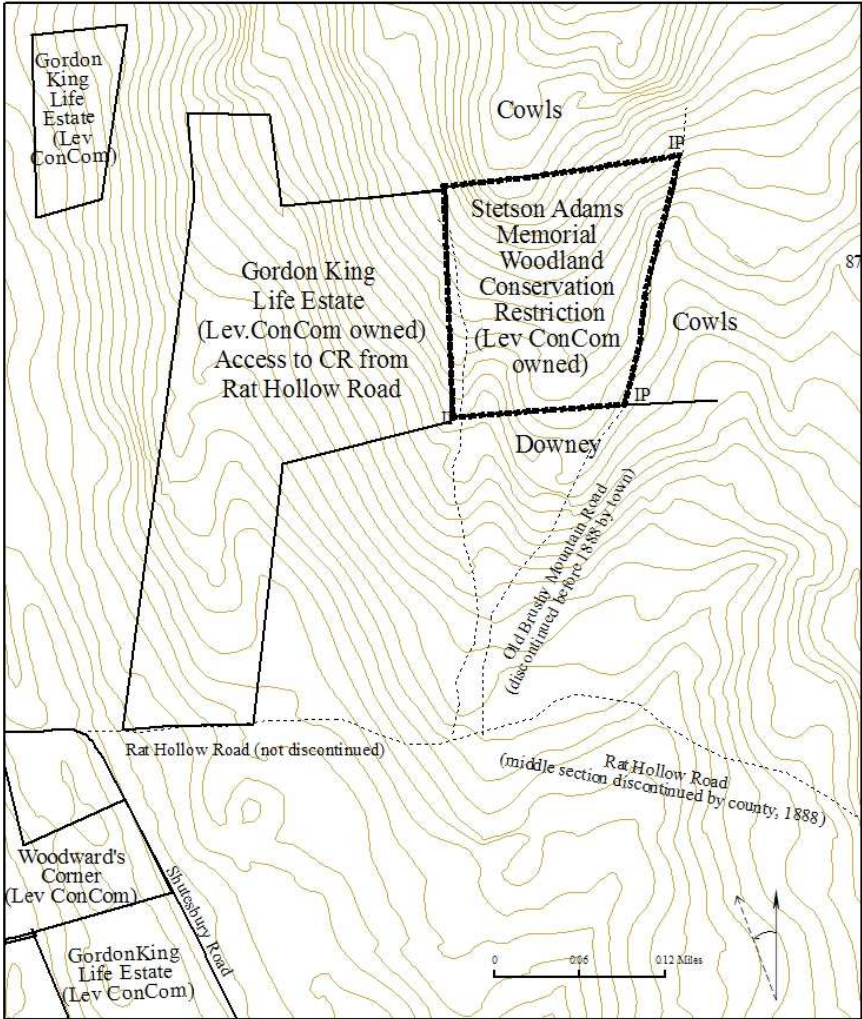 Gordon
King
Life
Estate
(Lev
ConCom)
Cowls
IP
Stetson Adams
Memorial
Woodland
Conservation
Restriction
(Lev ConCom
owned)
Gordon King
Life Estate
(Lev.ConCom owned)
Access to CR from
Rat Hollow Road
87
Cowls
IP
Downey
Old Brushy Mountain Road
(discontinued before 1888 by town)
Rat Hollow Road (not discontinued)
Rat Hollow Road
(middle section discontinued by county, 1888)
Woodward's
Corner
(Lev ConCom)
Shutesbury Road
GordonKing
Life Estate
(Lev ConCom)
0 0.06 0.12 Miles